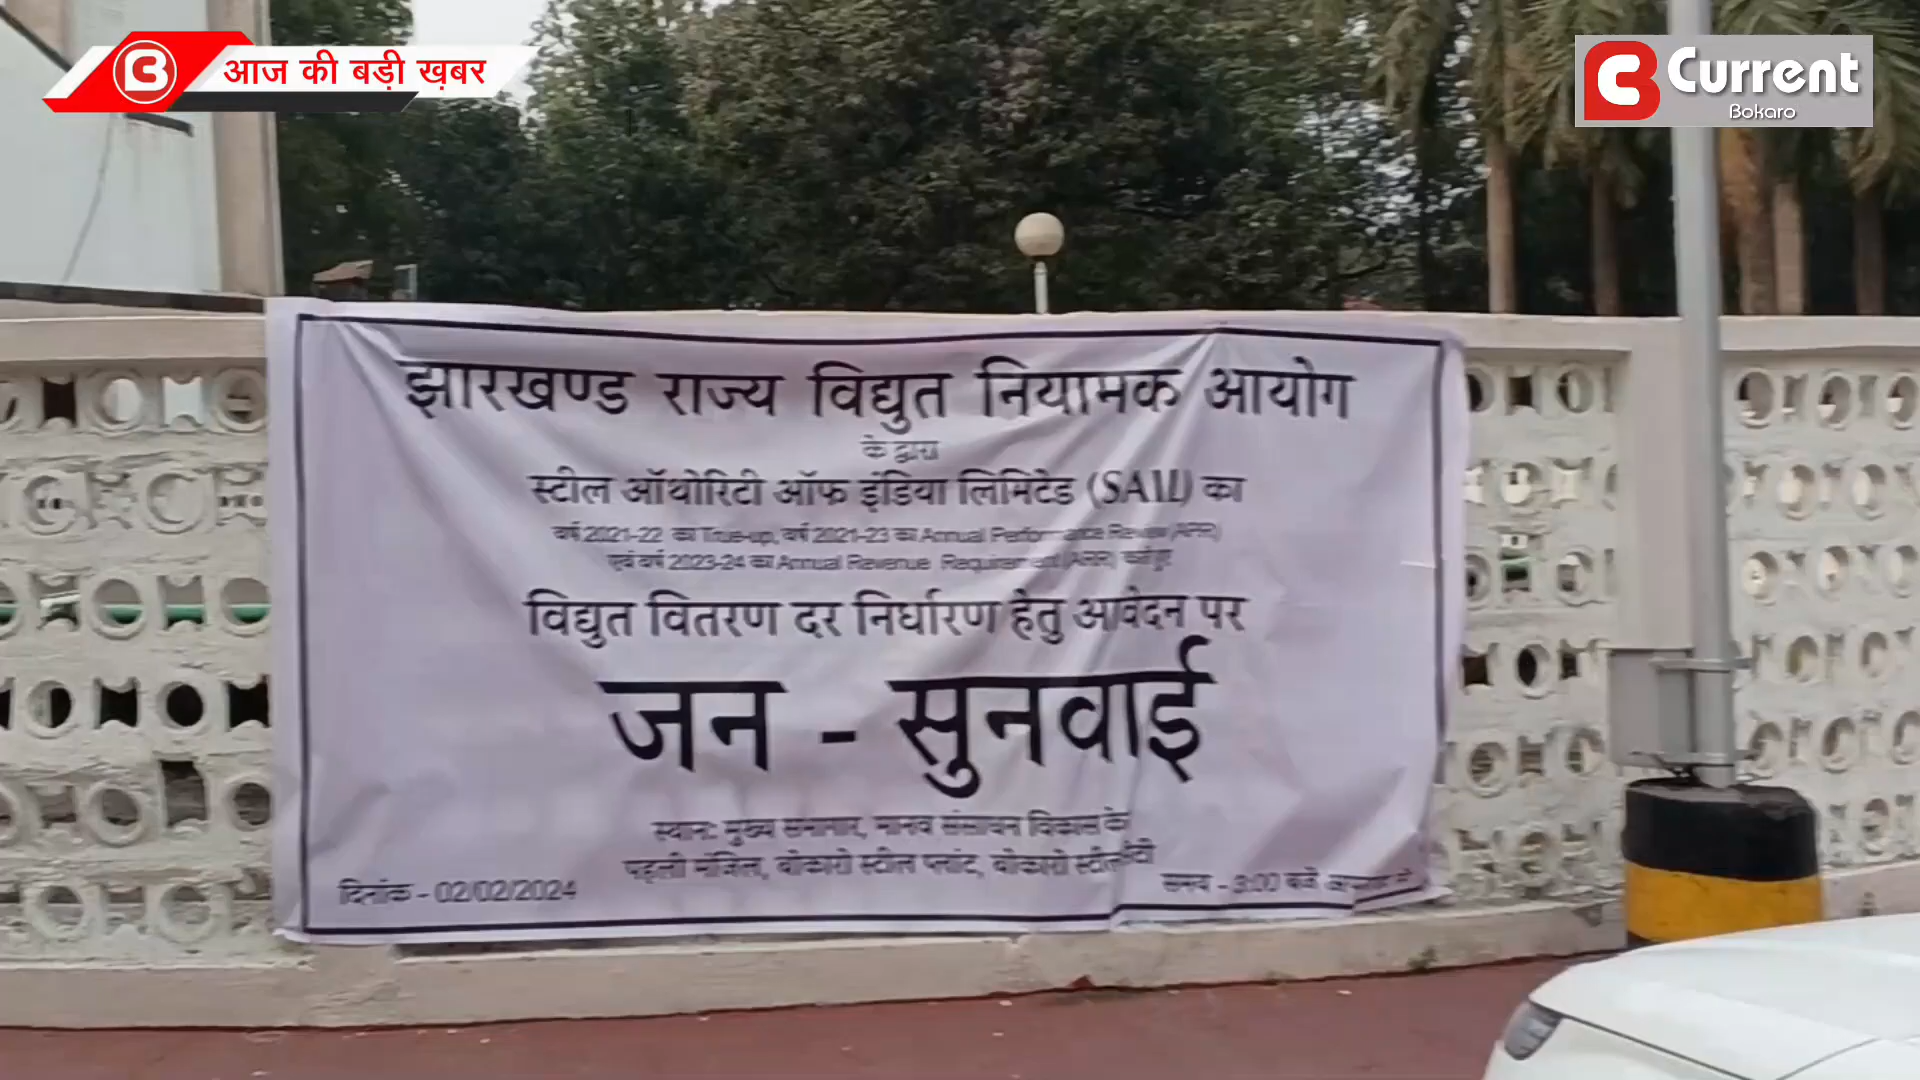 आज की बड़ी ख़बर
Current
Bokaro
झारखण्ड राज्य विद्युत नियामक आयोग
के द्वारा
स्टील ऑथोरिटी ऑफ इंडिया लिमिटेड (SAIL) का
वर्ष 2021-22 का True-up, वर्ष 2021-23 का Annual Performance Review (APR)
एवं वर्ष 2023-24 का Annual Revenue Requirement (ARR)
विद्युत वितरण दर निर्धारण हेतु आवेदन पर
जन - सुनवाई
स्थान: मुख्य सभागार, मानव संसाधन विकास केंद्र
पहली मंजिल, बोकारो स्टील प्लांट, बोकारो स्टील सिटी
दिनांक - 02/02/2024
समय - 3:00 बजे